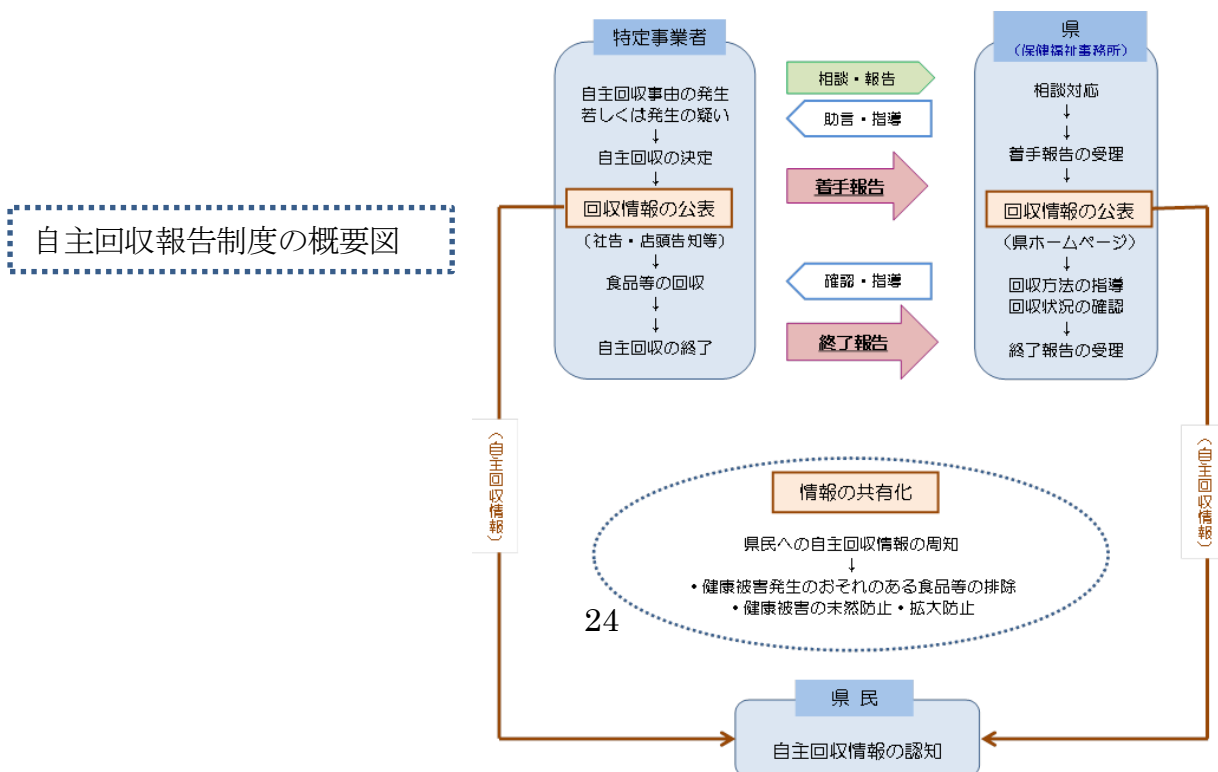 自主回収報告制度の概要図
特定事業者
自主回収事由の発生
若しくは発生の疑い
↓
自主回収の決定
↓
回収情報の公表
（社告・店頭告知等）
↓
食品等の回収
↓
↓
自主回収の終了
相談・報告
助言・指導
着手報告
確認・指導
終了報告
県
（保健福祉事務所）
相談対応
↓
↓
着手報告の受理
↓
回収情報の公表
（県ホームページ）
↓
回収方法の指導
回収状況の確認
↓
終了報告の受理
（自主回収情報）
（自主回収情報）
情報の共有化
県民への自主回収情報の周知
↓
・健康被害発生のおそれのある食品等の排除
・健康被害の未然防止・拡大防止
24
県 民
自主回収情報の認知